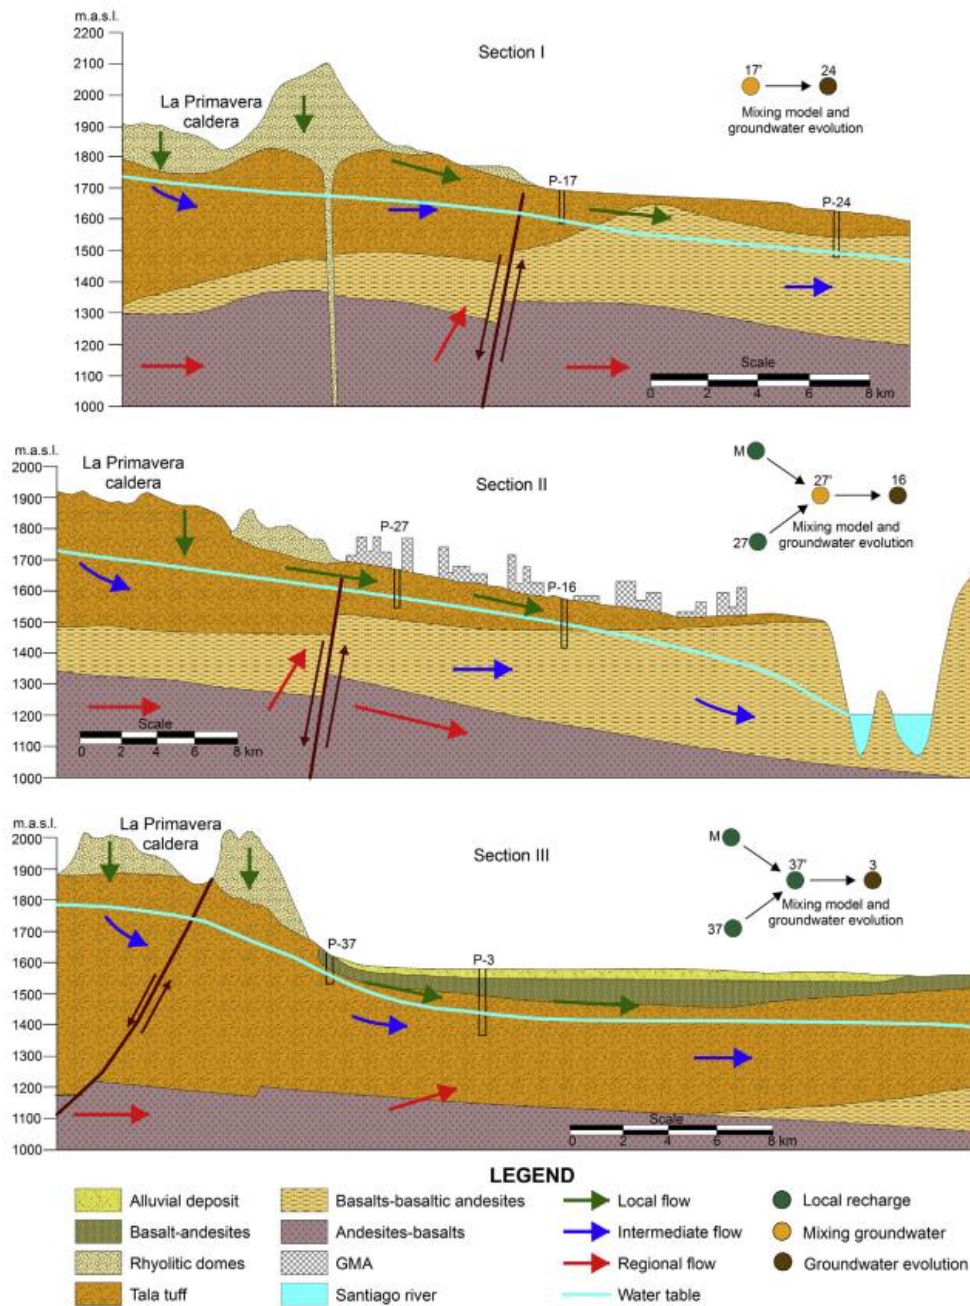 m.a.s.l.
2200
2100
2000
1900
1800
1700
1600
1500
1400
1300
1200
1100
1000
Section I
La Primavera
caldera
17' 24
Mixing model and
groundwater evolution
P-17
P-24
Scale
0 2 4 6 8 km
m.a.s.l.
2000
1900
1800
1700
1600
1500
1400
1300
1200
1100
1000
La Primavera
caldera
Section II
M
27' 16
27
Mixing model and
groundwater evolution
P-27
P-16
Scale
0 2 4 6 8 km
m.a.s.l.
2000
1900
1800
1700
1600
1500
1400
1300
1200
1100
1000
La Primavera
caldera
Section III
M
37' 3
37
Mixing model and
groundwater evolution
P-37
P-3
Scale
0 2 4 6 8 km
LEGEND
Alluvial deposit
Basalt-andesites
Rhyolitic domes
Tala tuff
Basalts-basaltic andesites
Andesites-basalts
GMA
Santiago river
Local flow
Intermediate flow
Regional flow
Water table
Local recharge
Mixing groundwater
Groundwater evolution